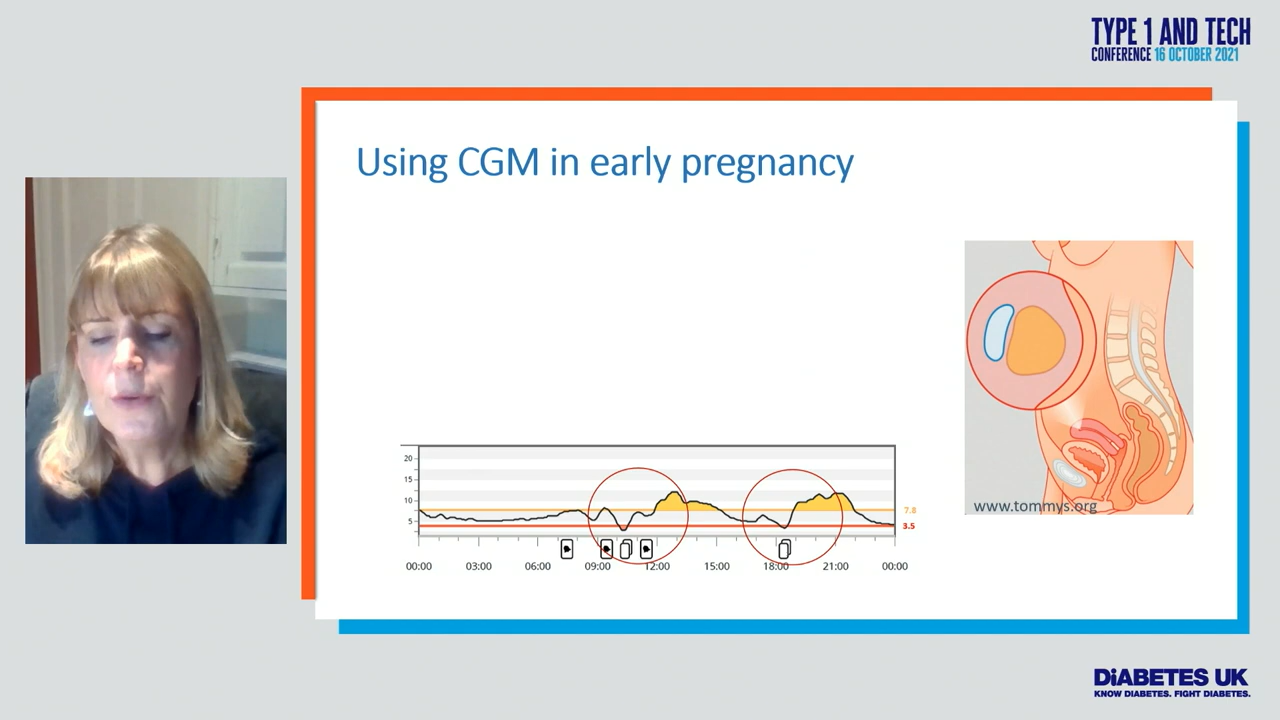 TYPE 1 AND TECH
CONFERENCE 16 OCTOBER 2021
Using CGM in early pregnancy
20
15
10
5
7.8
3.5
00:00 03:00 06:00 09:00 12:00 15:00 18:00 21:00 00:00
www.tommys.org
DiABETES UK
KNOW DIABETES. FIGHT DIABETES.